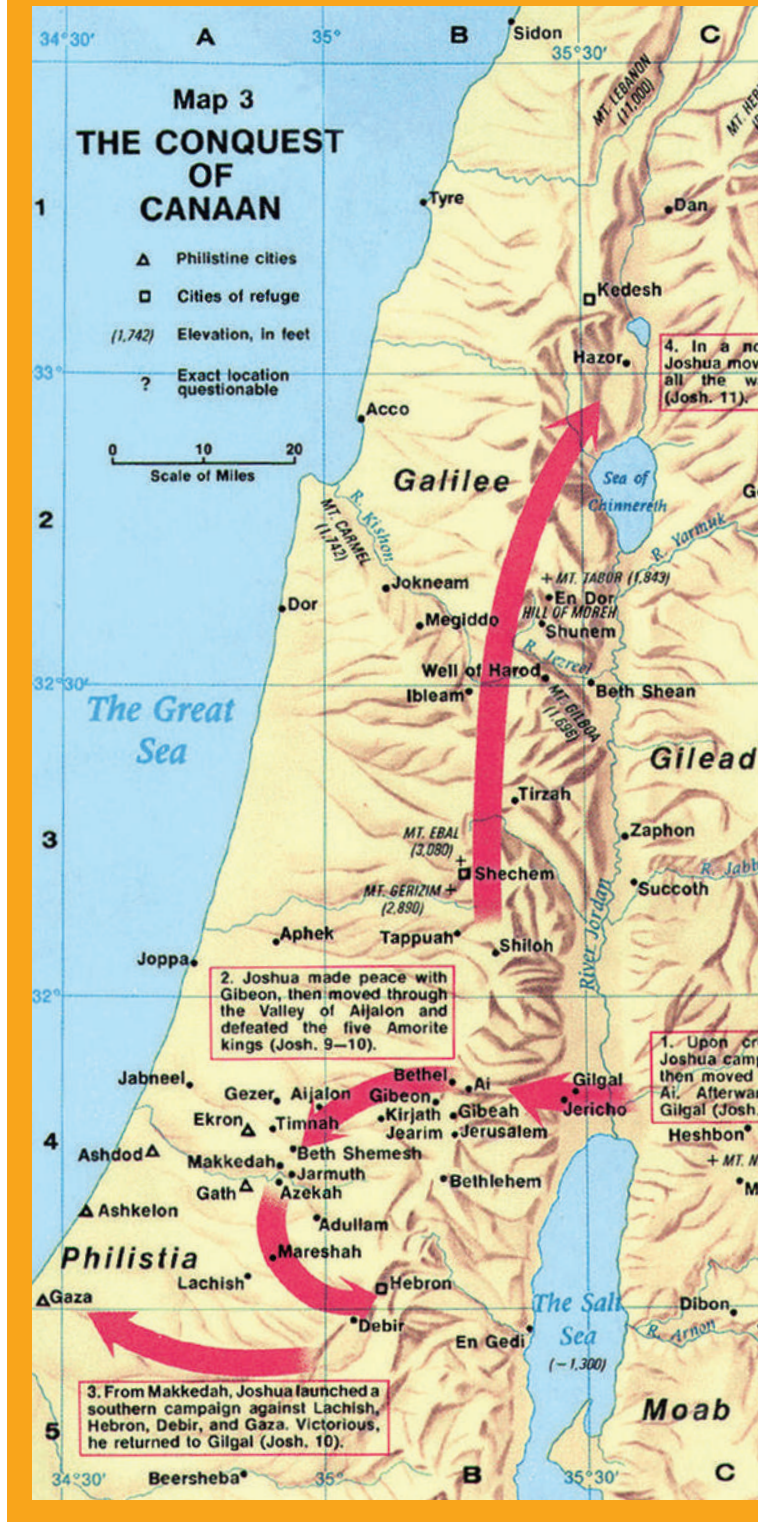 34°30'
A
35°
B
Sidon
35°30'
C
Map 3
THE CONQUEST
OF
CANAAN
△ Philistine cities
□ Cities of refuge
(1,742) Elevation, in feet
? Exact location
questionable
0 10 20
Scale of Miles
MT. LEBANON
(11,000)
MT. HER
1
Tyre
Dan
Kedesh
33°
Hazor
4. In a no
Joshua mov
all the wa
(Josh. 11).
Acco
Galilee
Sea of
Chinnereth
2
R. Kishon
MT. CARMEL
(1,742)
R. Yarmuk
MT. TABOR (1,843)
Jokneam
En Dor
Dor
HILL OF MOREH
Megiddo
Shunem
R. Jezreel
Well of Harod
32°30'
Ibleam
Beth Shean
MT. GILBOA
(1,696)
The Great
Sea
Gilead
Tirzah
3
MT. EBAL
(3,080)
Zaphon
Shechem
R. Jabb
MT. GERIZIM
(2,890)
Succoth
Aphek
Tappuah
Shiloh
Joppa
River Jordan
2. Joshua made peace with
Gibeon, then moved through
the Valley of Aijalon and
defeated the five Amorite
kings (Josh. 9—10).
32°
1. Upon cr
Joshua camp
then moved
Ai. Afterwar
Gilgal (Josh.
Jabneel
Bethel
Ai
Gilgal
Gezer
Aijalon
Gibeon
Jericho
Ekron
Timnah
Kirjath
Jearim
Gibeah
4
Jerusalem
Heshbon
Ashdod
Beth Shemesh
Makkedah
MT. N
Jarmuth
Gath
Azekah
Bethlehem
M
Ashkelon
Adullam
Philistia
Mareshah
Lachish
Hebron
Gaza
The Salt
Sea
(−1,300)
Dibon
Debir
En Gedi
R. Arnon
3. From Makkedah, Joshua launched a
southern campaign against Lachish,
Hebron, Debir, and Gaza. Victorious,
he returned to Gilgal (Josh. 10).
Moab
5
Beersheba
34°30'
35°
B
35°30'
C